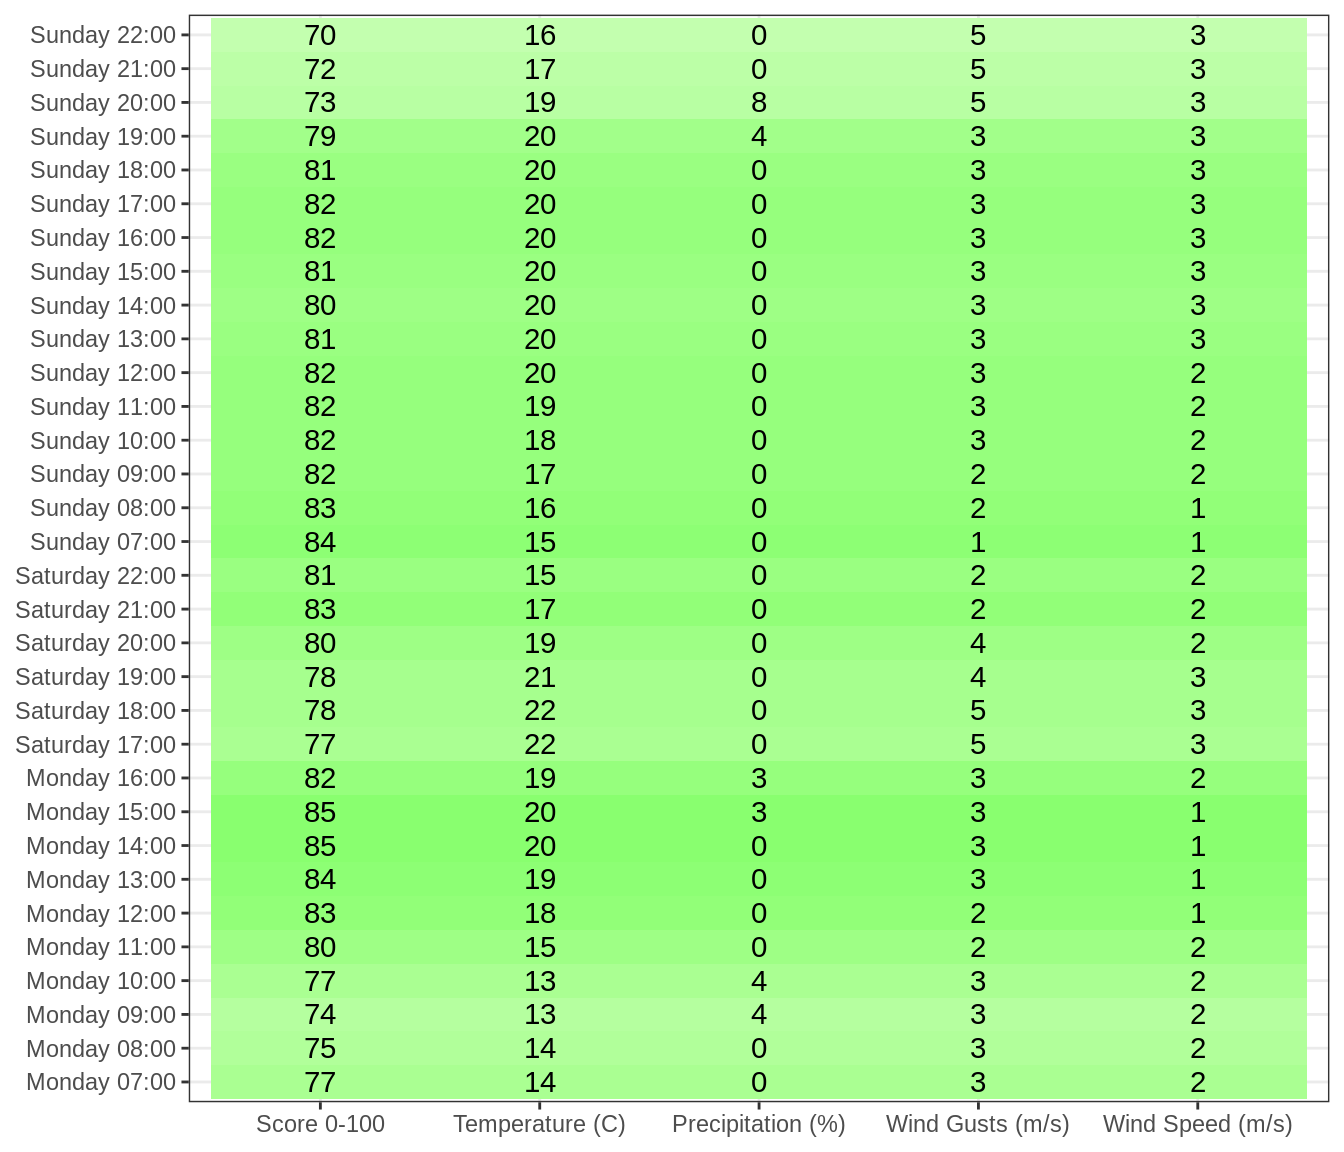 Sunday 22:00 70 16 0 5 3
Sunday 21:00 72 17 0 5 3
Sunday 20:00 73 19 8 5 3
Sunday 19:00 79 20 4 3 3
Sunday 18:00 81 20 0 3 3
Sunday 17:00 82 20 0 3 3
Sunday 16:00 82 20 0 3 3
Sunday 15:00 81 20 0 3 3
Sunday 14:00 80 20 0 3 3
Sunday 13:00 81 20 0 3 3
Sunday 12:00 82 20 0 3 2
Sunday 11:00 82 19 0 3 2
Sunday 10:00 82 18 0 3 2
Sunday 09:00 82 17 0 2 2
Sunday 08:00 83 16 0 2 1
Sunday 07:00 84 15 0 1 1
Saturday 22:00 81 15 0 2 2
Saturday 21:00 83 17 0 2 2
Saturday 20:00 80 19 0 4 2
Saturday 19:00 78 21 0 4 3
Saturday 18:00 78 22 0 5 3
Saturday 17:00 77 22 0 5 3
Monday 16:00 82 19 3 3 2
Monday 15:00 85 20 3 3 1
Monday 14:00 85 20 0 3 1
Monday 13:00 84 19 0 3 1
Monday 12:00 83 18 0 2 1
Monday 11:00 80 15 0 2 2
Monday 10:00 77 13 4 3 2
Monday 09:00 74 13 4 3 2
Monday 08:00 75 14 0 3 2
Monday 07:00 77 14 0 3 2
Score 0-100 Temperature (C) Precipitation (%) Wind Gusts (m/s) Wind Speed (m/s)